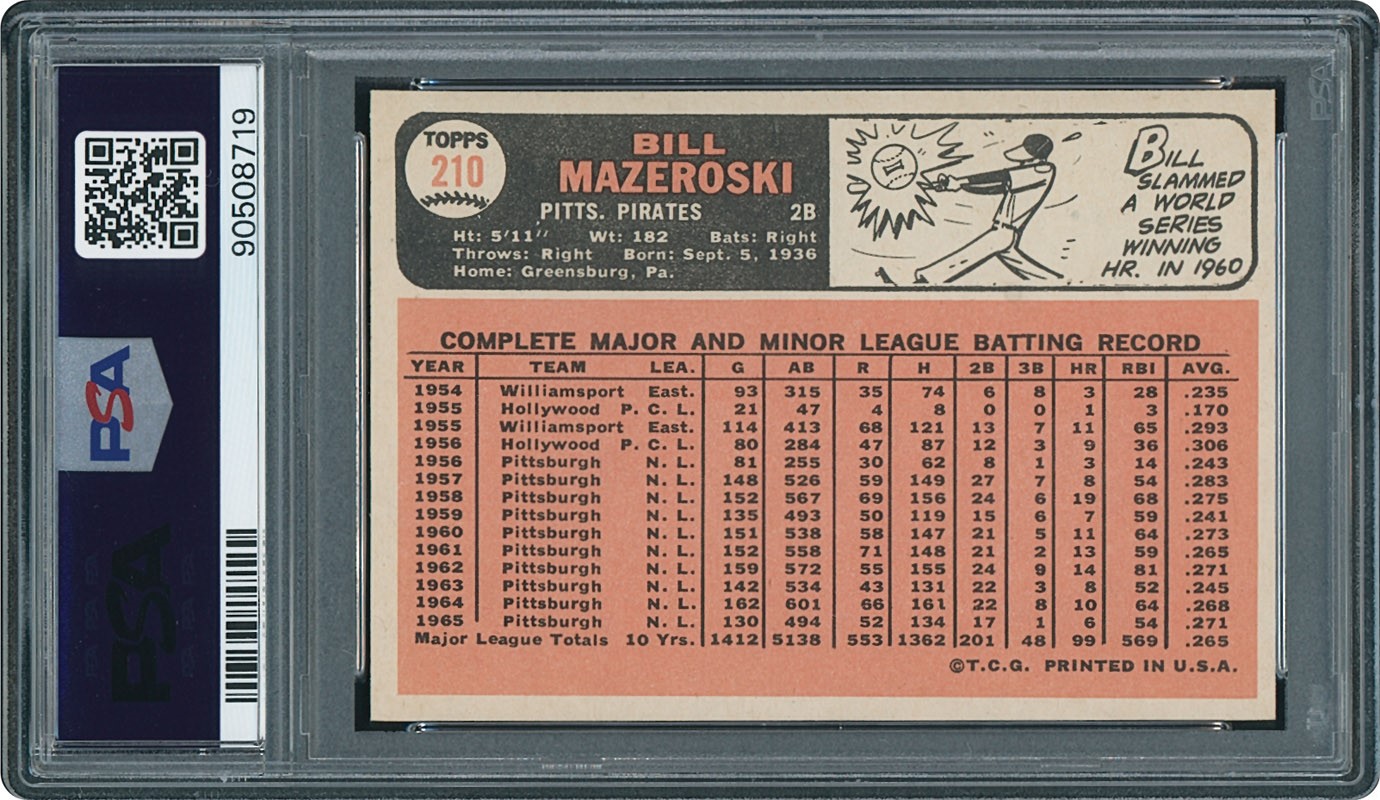 90508719
PSA
PSA
TOPPS
210
BILL
MAZEROSKI
PITTS. PIRATES 2B
Ht: 5'11" Wt: 182 Bats: Right
Throws: Right Born: Sept. 5, 1936
Home: Greensburg, Pa.
BILL
SLAMMED
A WORLD
SERIES
WINNING
HR. IN 1960
COMPLETE MAJOR AND MINOR LEAGUE BATTING RECORD
YEAR TEAM LEA. G AB R H 2B 3B HR RBI AVG.
1954 Williamsport East. 93 315 35 74 6 8 3 28 .235
1955 Hollywood P. C. L. 21 47 4 8 0 0 1 3 .170
1955 Williamsport East. 114 413 68 121 13 7 11 65 .293
1956 Hollywood P. C. L. 80 284 47 87 12 3 9 36 .306
1956 Pittsburgh N. L. 81 255 30 62 8 1 3 14 .243
1957 Pittsburgh N. L. 148 526 59 149 27 7 8 54 .283
1958 Pittsburgh N. L. 152 567 69 156 24 6 19 68 .275
1959 Pittsburgh N. L. 135 493 50 119 15 6 7 59 .241
1960 Pittsburgh N. L. 151 538 58 147 21 5 11 64 .273
1961 Pittsburgh N. L. 152 558 71 148 21 2 13 59 .265
1962 Pittsburgh N. L. 159 572 55 155 24 9 14 81 .271
1963 Pittsburgh N. L. 142 534 43 131 22 3 8 52 .245
1964 Pittsburgh N. L. 162 601 66 161 22 8 10 64 .268
1965 Pittsburgh N. L. 130 494 52 134 17 1 6 54 .271
Major League Totals 10 Yrs. 1412 5138 553 1362 201 48 99 569 .265
©T.C.G. PRINTED IN U.S.A.
PSA